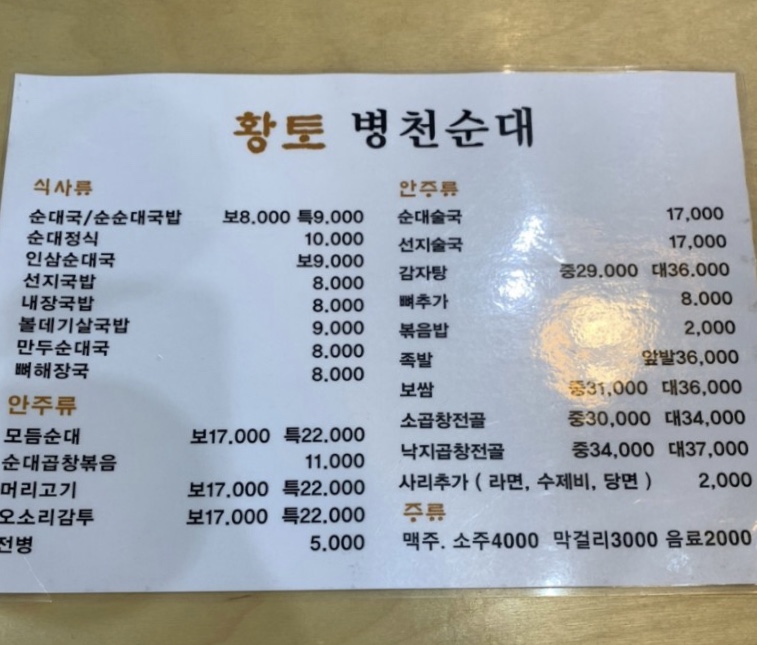 황토 병천순대
식사류
순대국/순순대국밥 보8.000 특9.000
순대정식 10.000
인삼순대국 보9.000
선지국밥 8.000
내장국밥 8.000
볼데기살국밥 9.000
만두순대국 8.000
뼈해장국 8.000
안주류
모듬순대 보17.000 특22.000
순대곱창볶음 11.000
머리고기 보17.000 특22.000
오소리감투 보17.000 특22.000
전병 5.000
안주류
순대술국 17,000
선지술국 17,000
감자탕 중29.000 대36.000
뼈추가 8.000
볶음밥 2,000
족발 앞발36,000
보쌈 중31,000 대36,000
소곱창전골 중30,000 대34,000
낙지곱창전골 중34,000 대37,000
사리추가 ( 라면, 수제비, 당면 ) 2,000
주류
맥주. 소주4000 막걸리3000 음료2000